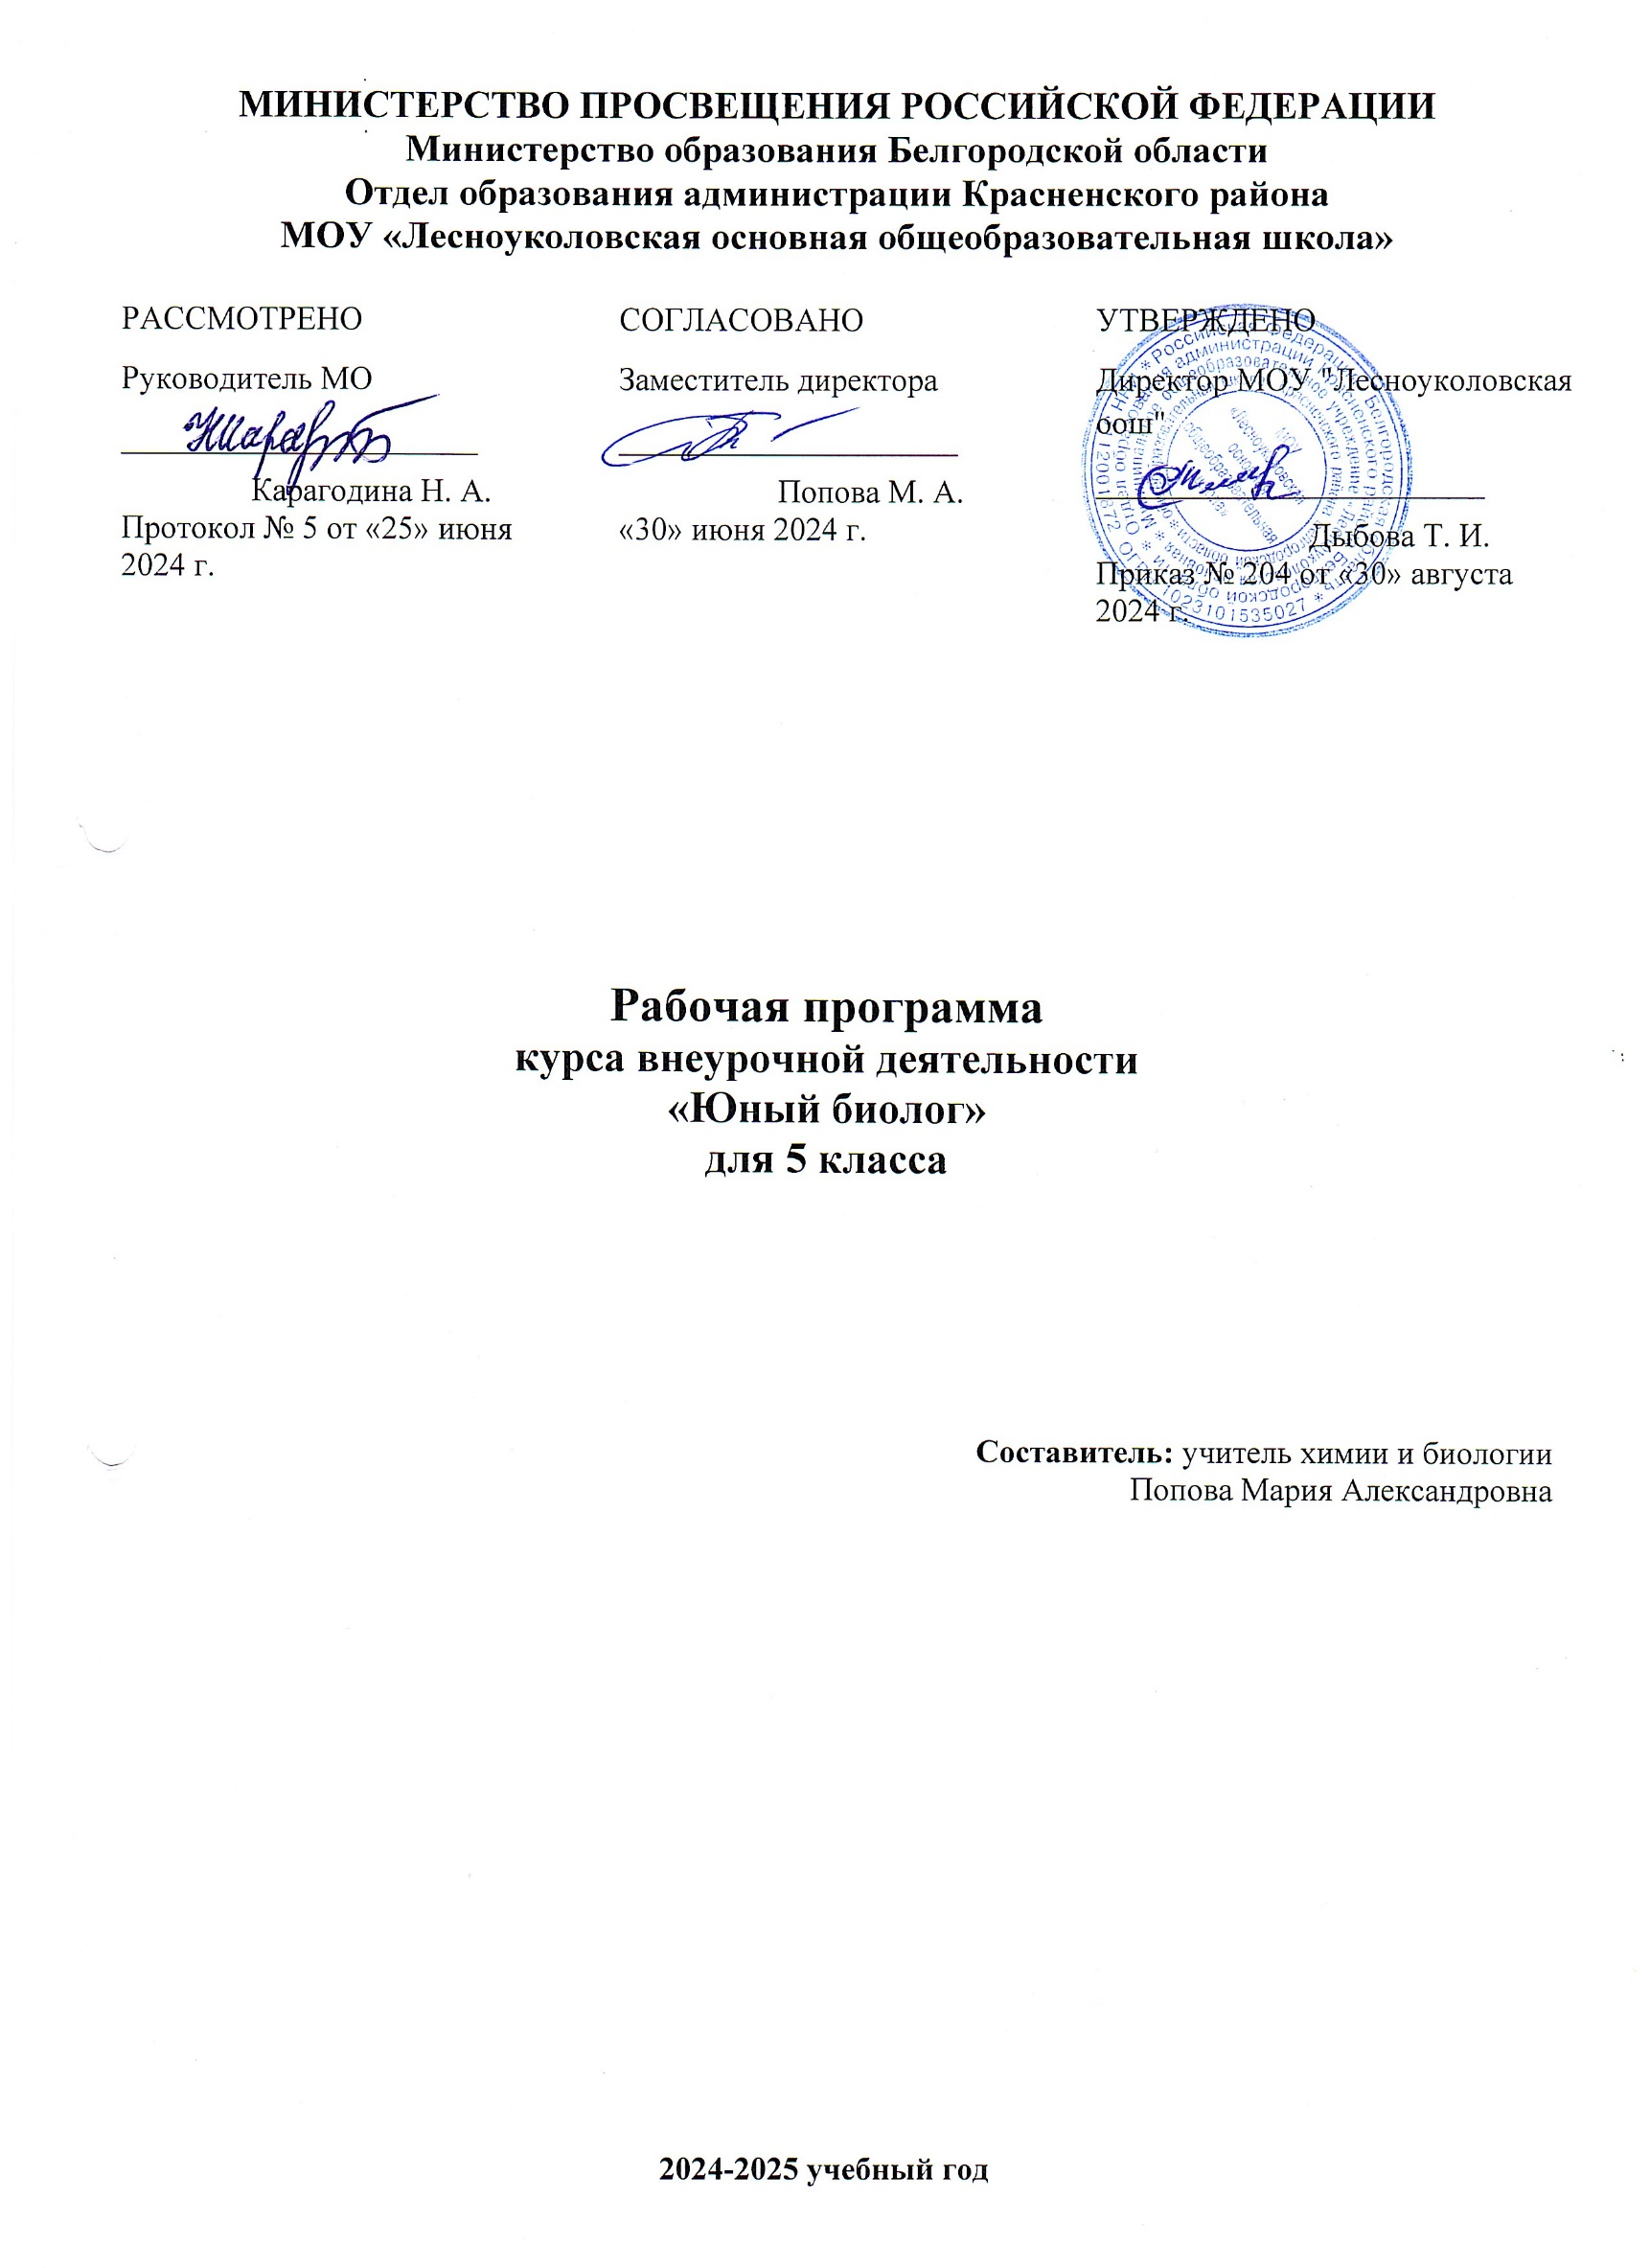 МИНИСТЕРСТВО ПРОСВЕЩЕНИЯ РОССИЙСКОЙ ФЕДЕРАЦИИ
Министерство образования Белгородской области
Отдел образования администрации Красненского района
МОУ «Лесноуколовская основная общеобразовательная школа»
РАССМОТРЕНО
Руководитель МО
Карагодина Н. А.
Протокол № 5 от «25» июня
2024 г.
СОГЛАСОВАНО
Заместитель директора
Попова М. А.
«30» июня 2024 г.
УТВЕРЖДЕНО
Директор МОУ "Лесноуколовская
оош"
Дыбова Т. И.
Приказ № 204 от «30» августа
2024 г.
Рабочая программа
курса внеурочной деятельности
«Юный биолог»
для 5 класса
Составитель: учитель химии и биологии
Попова Мария Александровна
2024-2025 учебный год